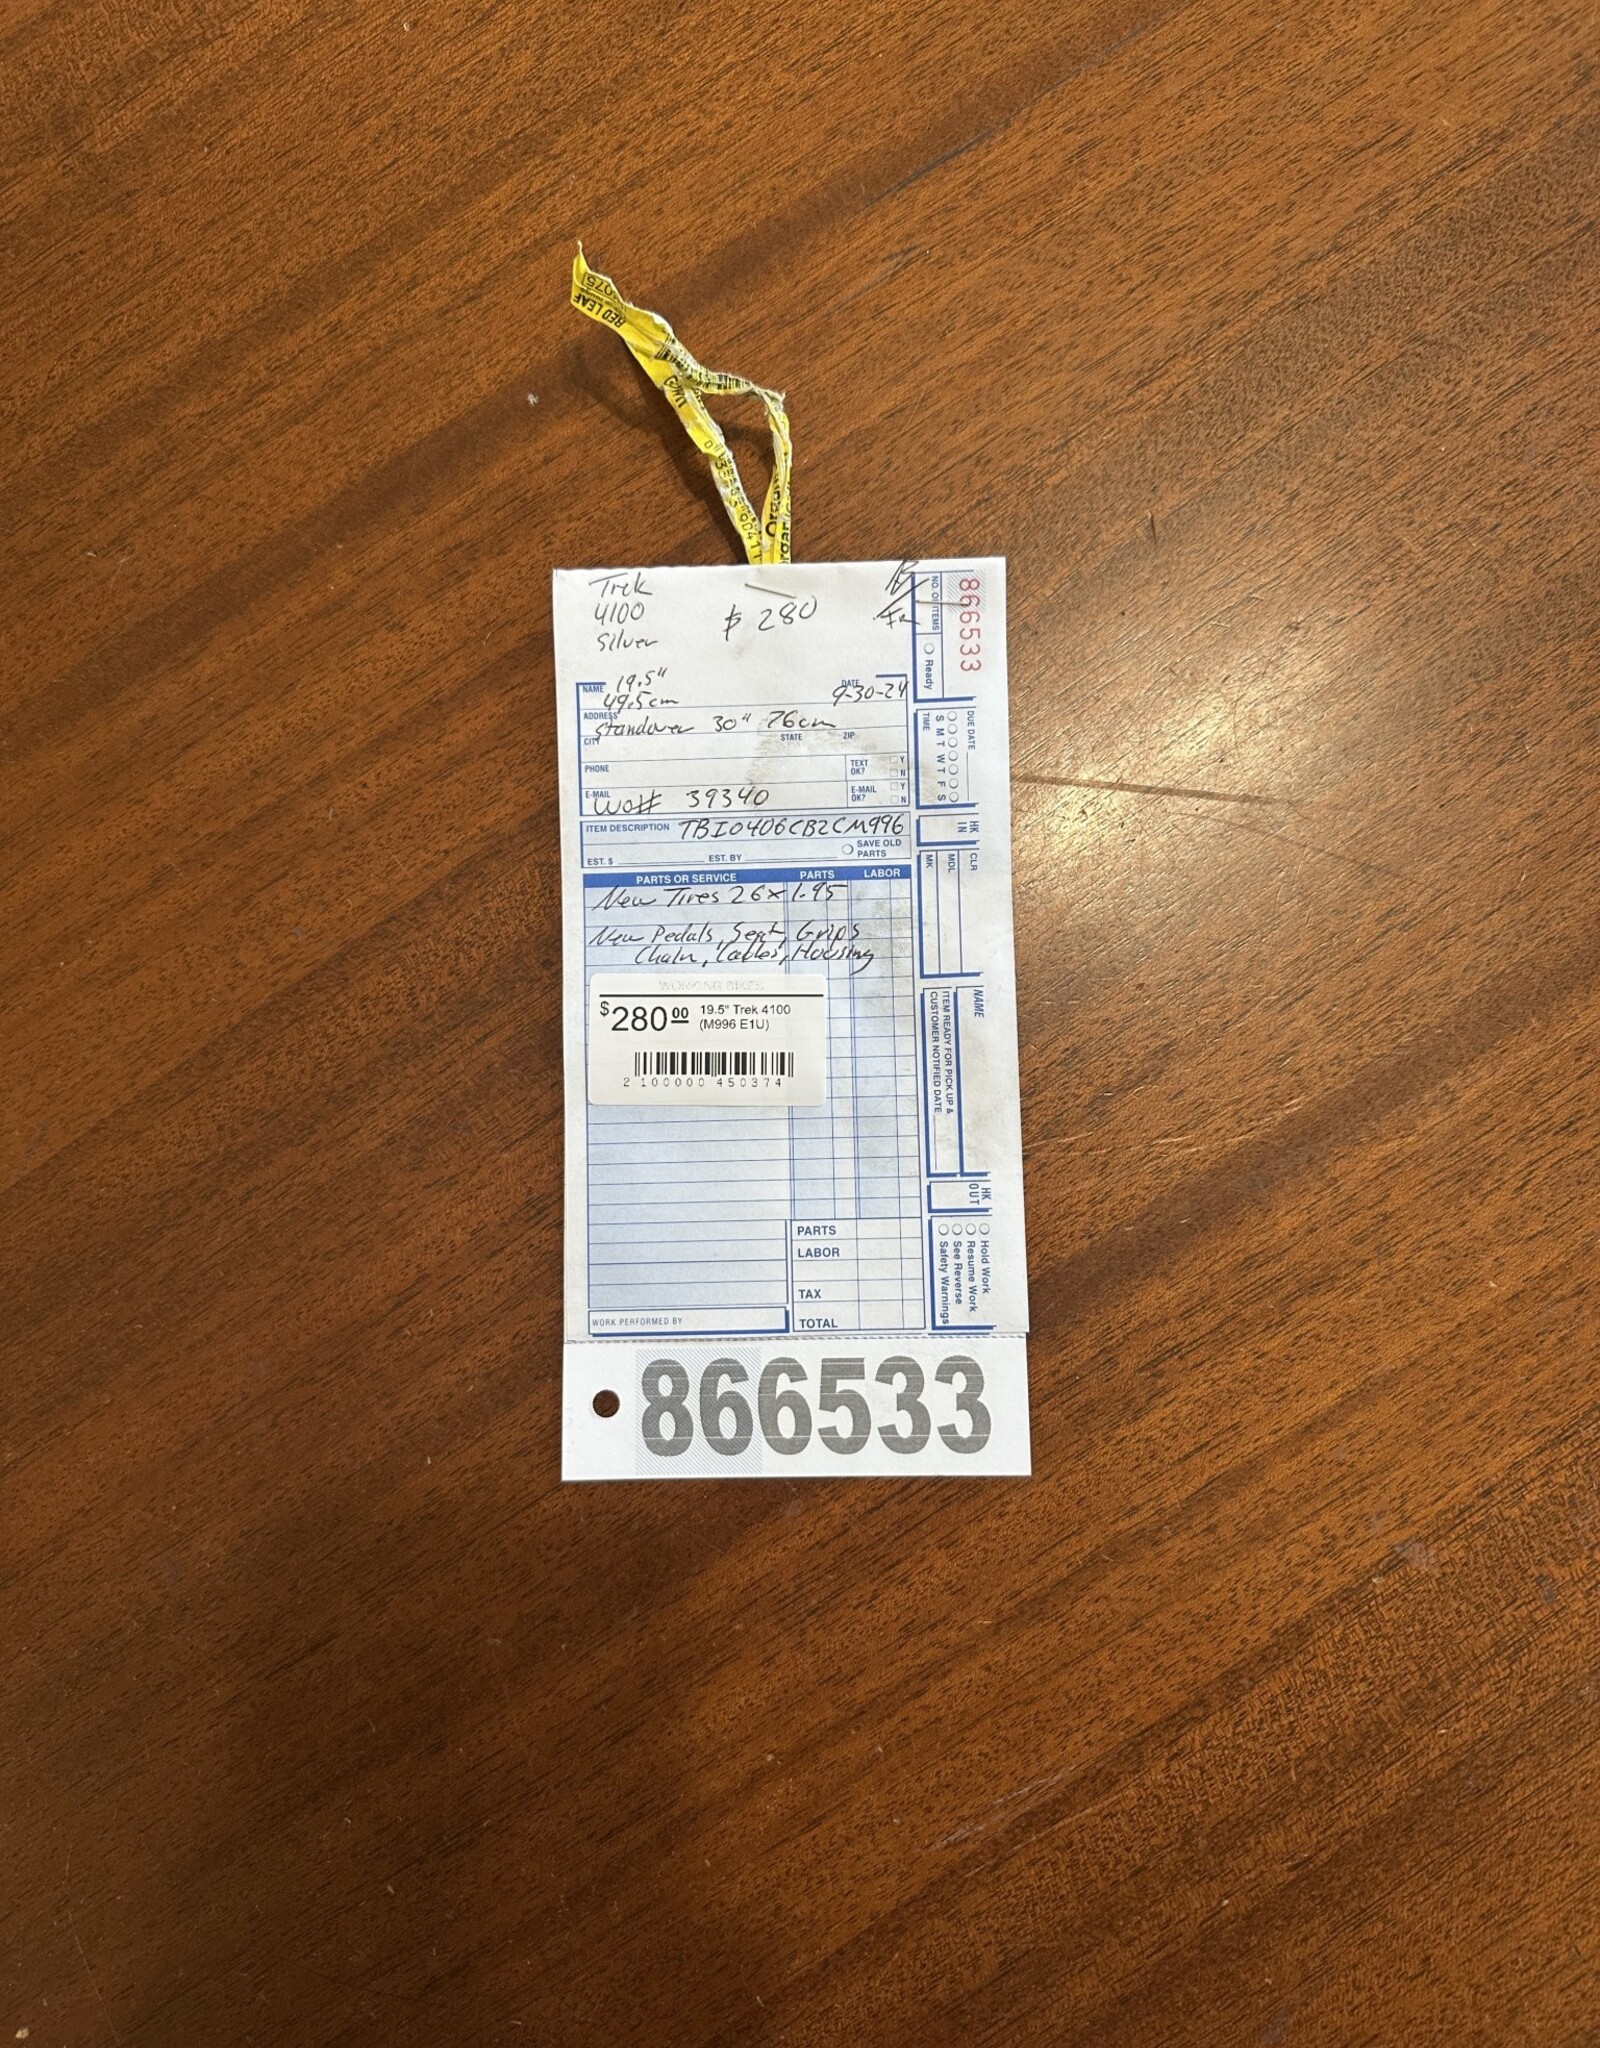 RED LEAF
Trek
4100
Silver
$ 280
NAME 19.5"
49.5cm
DATE 9-30-24
ADDRESS
Standover 30" 76cm
CITY STATE ZIP
PHONE
TEXT OK? Y N
E-MAIL WO# 39340
E-MAIL OK? Y N
ITEM DESCRIPTION TBI0406CB2CM996
EST. $ EST. BY SAVE OLD PARTS
PARTS OR SERVICE PARTS LABOR
New Tires 26x1.95
New Pedals, Seat, Grips
Chain, Cables, Housing
WORKING BIKES
$280.00 19.5" Trek 4100
(M996 E1U)
2 100000 450374
PARTS
LABOR
TAX
WORK PERFORMED BY
TOTAL
866533
NO. OF ITEMS
Ready
DUE DATE
S M T W T F S
TIME
HK IN
CLR
MDL
MK
NAME
ITEM READY FOR PICK UP &
CUSTOMER NOTIFIED DATE
HK OUT
Hold Work
Resume Work
See Reverse
Safety Warnings
866533